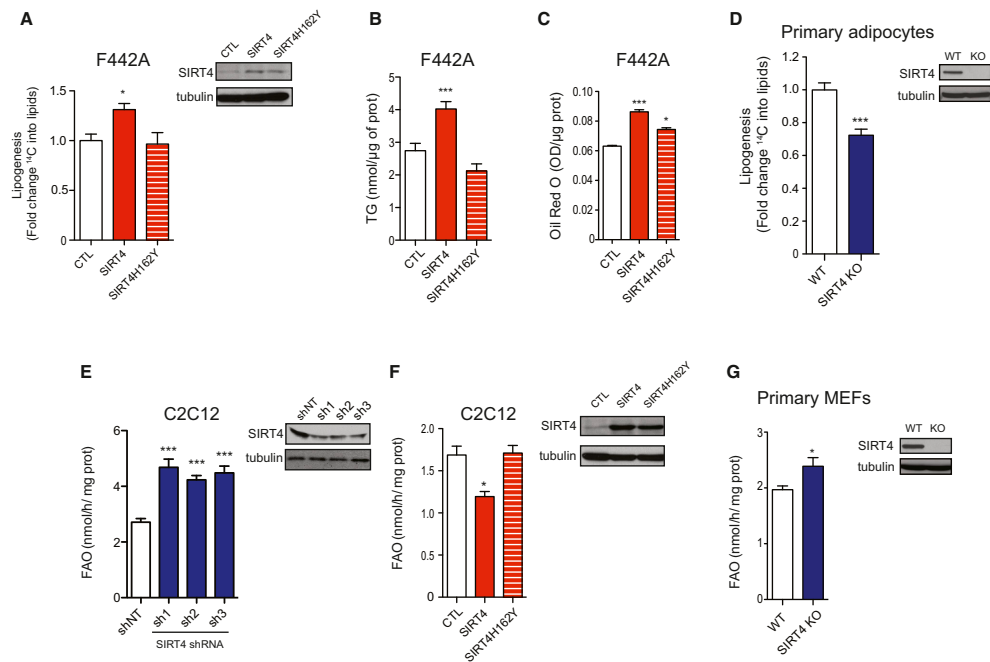 A
F442A
Lipogenesis
(Fold change ¹⁴C into lipids)
1.5
1.0
0.5
0
*
CTL
SIRT4
SIRT4H162Y
CTL
SIRT4
SIRT4H162Y
SIRT4
tubulin
B
F442A
TG (nmol/µg of prot)
5
4
3
2
1
0
***
CTL
SIRT4
SIRT4H162Y
C
F442A
Oil Red O (OD/µg prot)
0.10
0.08
0.06
0.04
0.02
0.00
***
*
CTL
SIRT4
SIRT4H162Y
D
Primary adipocytes
Lipogenesis
(Fold change ¹⁴C into lipids)
1.2
1.0
0.8
0.6
0.4
0.2
0
***
WT
SIRT4 KO
WT KO
SIRT4
tubulin
E
C2C12
FAO (nmol/h/ mg prot)
6
4
2
0
***
***
***
shNT
sh1
sh2
sh3
SIRT4 shRNA
shNT
sh1
sh2
sh3
SIRT4
tubulin
F
C2C12
FAO (nmol/h/ mg prot)
2.0
1.5
1.0
0.5
0.0
*
CTL
SIRT4
SIRT4H162Y
CTL
SIRT4
SIRT4H162Y
SIRT4
tubulin
G
Primary MEFs
FAO (nmol/h/ mg prot)
3
2
1
0
*
WT
SIRT4 KO
WT KO
SIRT4
tubulin